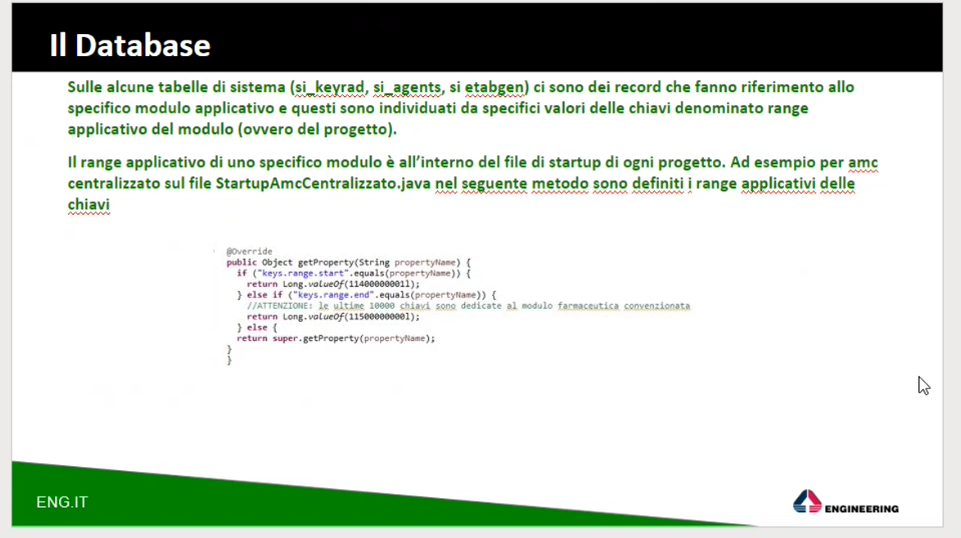 Il Database
Sulle alcune tabelle di sistema (si_keyrad, si_agents, si etabgen) ci sono dei record che fanno riferimento allo
specifico modulo applicativo e questi sono individuati da specifici valori delle chiavi denominato range
applicativo del modulo (ovvero del progetto).
Il range applicativo di uno specifico modulo è all'interno del file di startup di ogni progetto. Ad esempio per amc
centralizzato sul file StartupAmcCentralizzato.java nel seguente metodo sono definiti i range applicativi delle
chiavi
@Override
public Object getProperty(String propertyName) {
if ("keys.range.start".equals(propertyName)) {
return Long.valueOf(114000000001l);
} else if ("keys.range.end".equals(propertyName)) {
//ATTENZIONE: le ultime 10000 chiavi sono dedicate al modulo farmaceutica convenzionata
return Long.valueOf(115000000000l);
} else {
return super.getProperty(propertyName);
}
}
ENG.IT
ENGINEERING